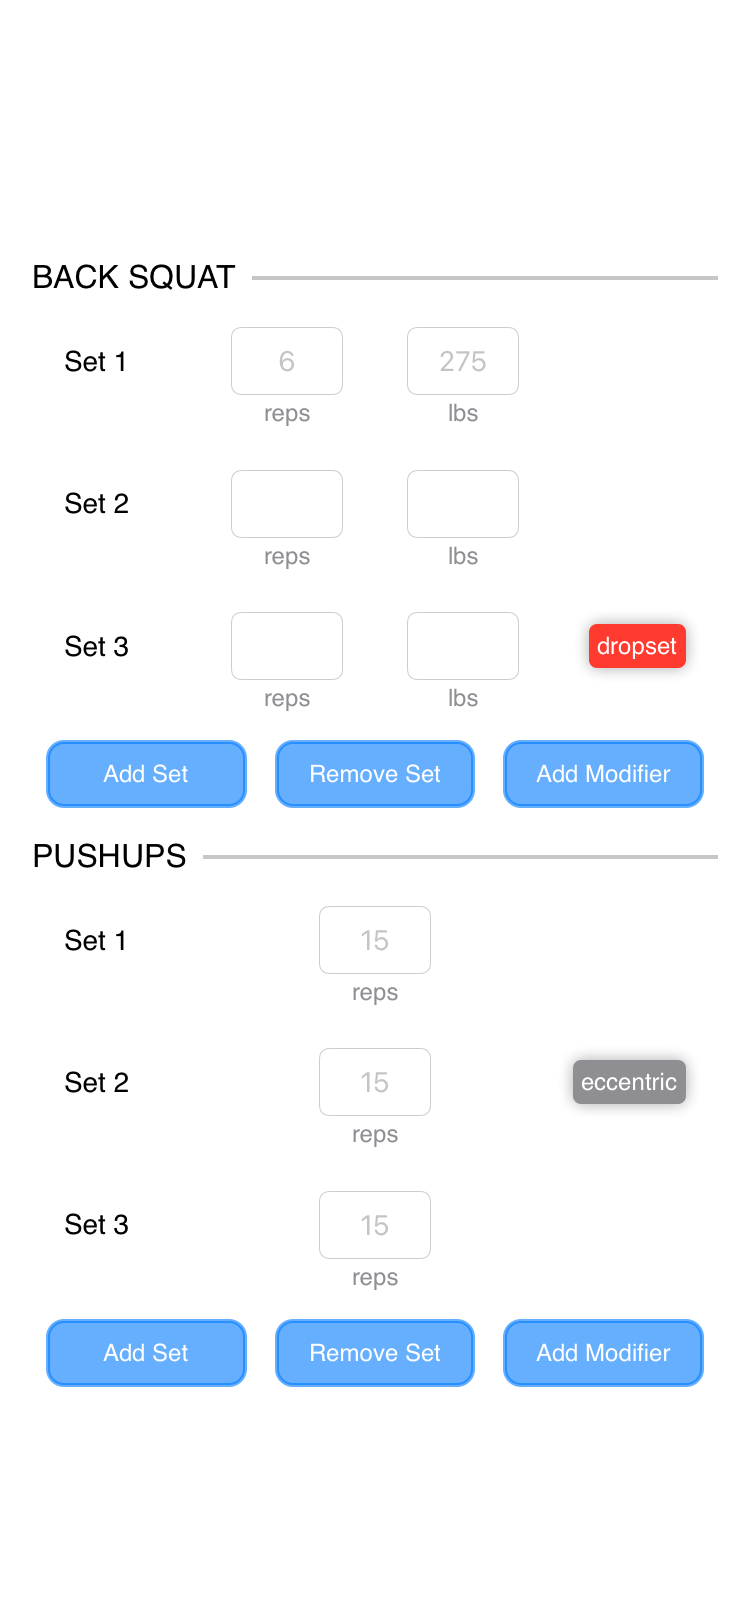 BACK SQUAT
Set 1 6 275
reps lbs
Set 2
reps lbs
Set 3 dropset
reps lbs
Add Set Remove Set Add Modifier
PUSHUPS
Set 1 15
reps
Set 2 15 eccentric
reps
Set 3 15
reps
Add Set Remove Set Add Modifier